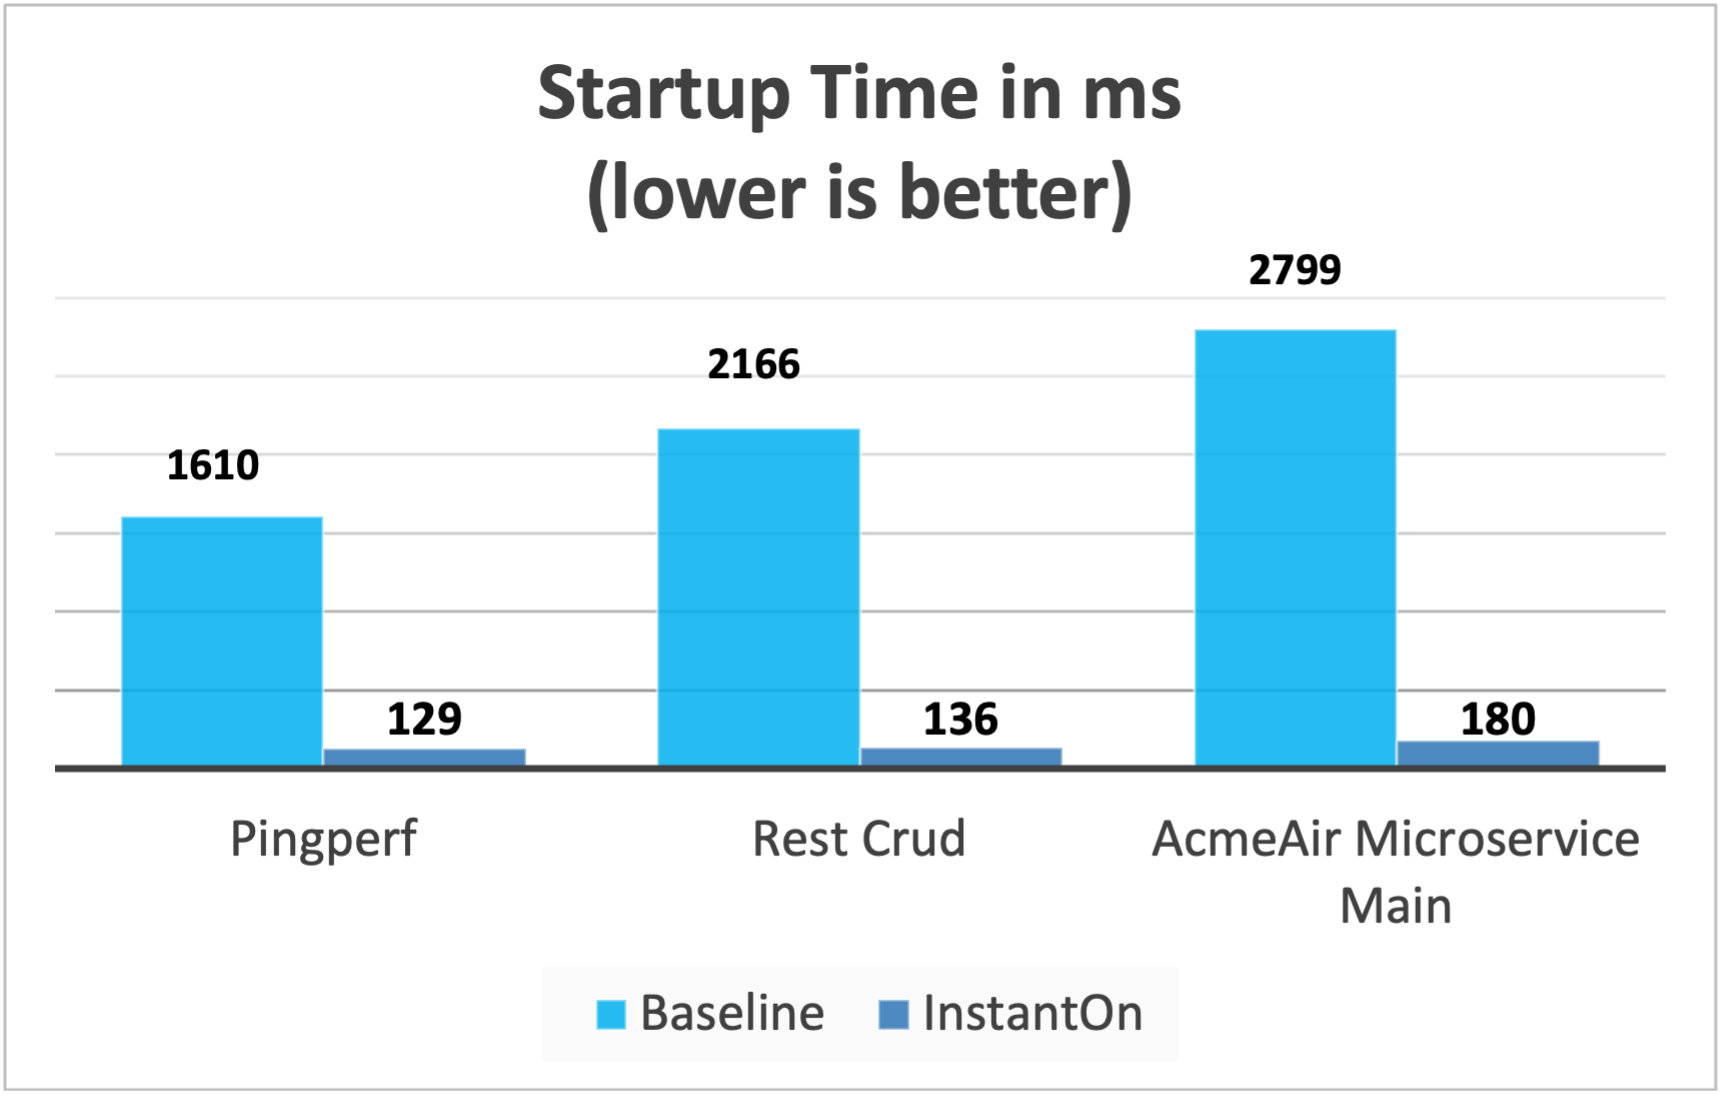 Startup Time in ms
(lower is better)
2799
2166
1610
129
136
180
Pingperf
Rest Crud
AcmeAir Microservice
Main
Baseline
InstantOn